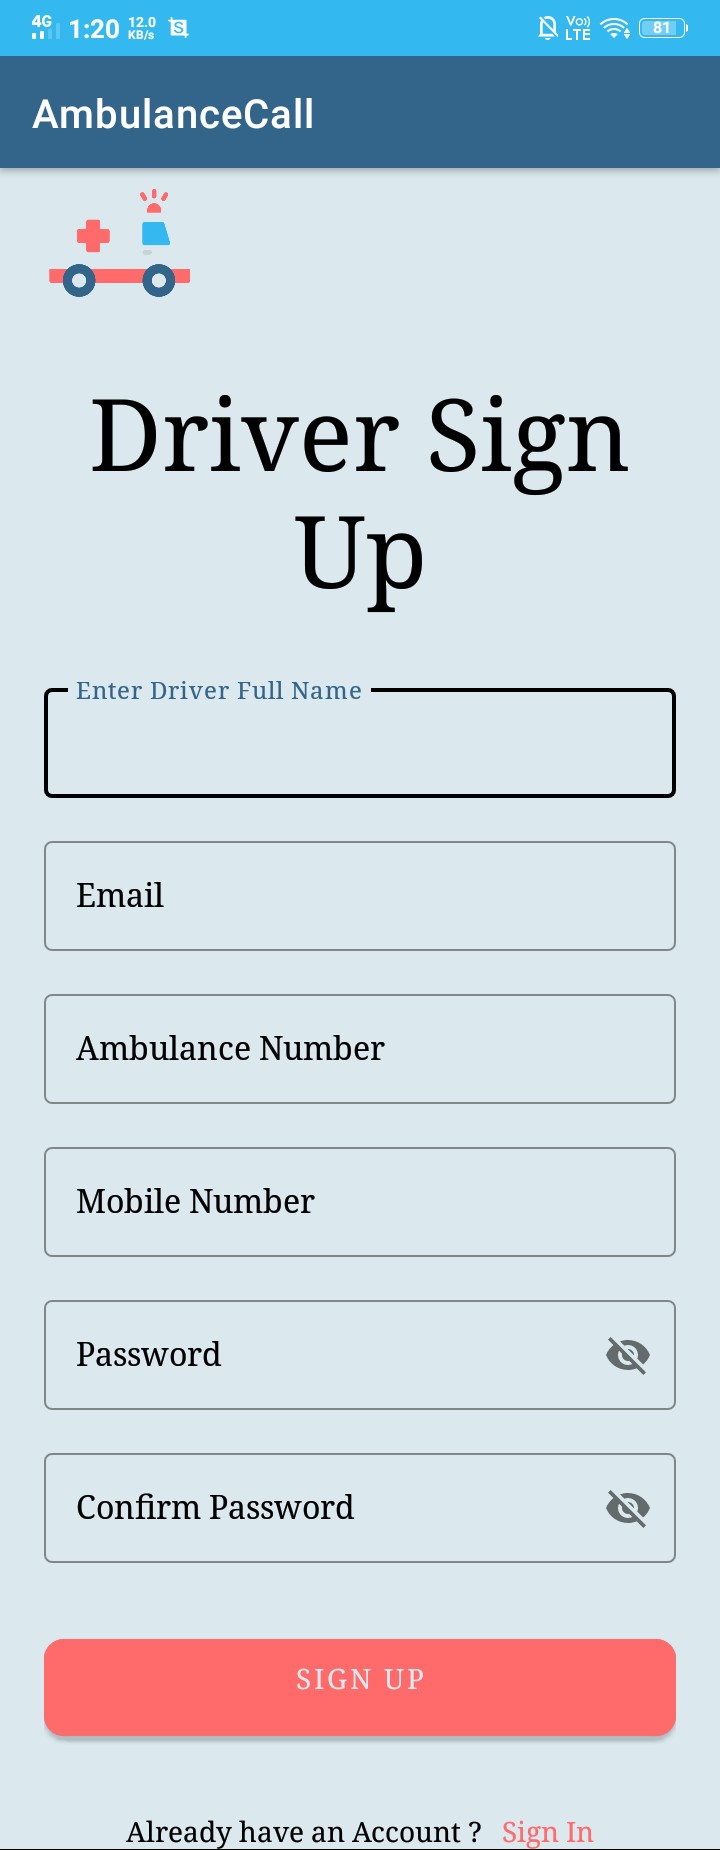 4G 1:20 12.0 KB/s S Vo)) LTE 81
AmbulanceCall
Driver Sign
Up
Enter Driver Full Name
Email
Ambulance Number
Mobile Number
Password
Confirm Password
SIGN UP
Already have an Account ? Sign In